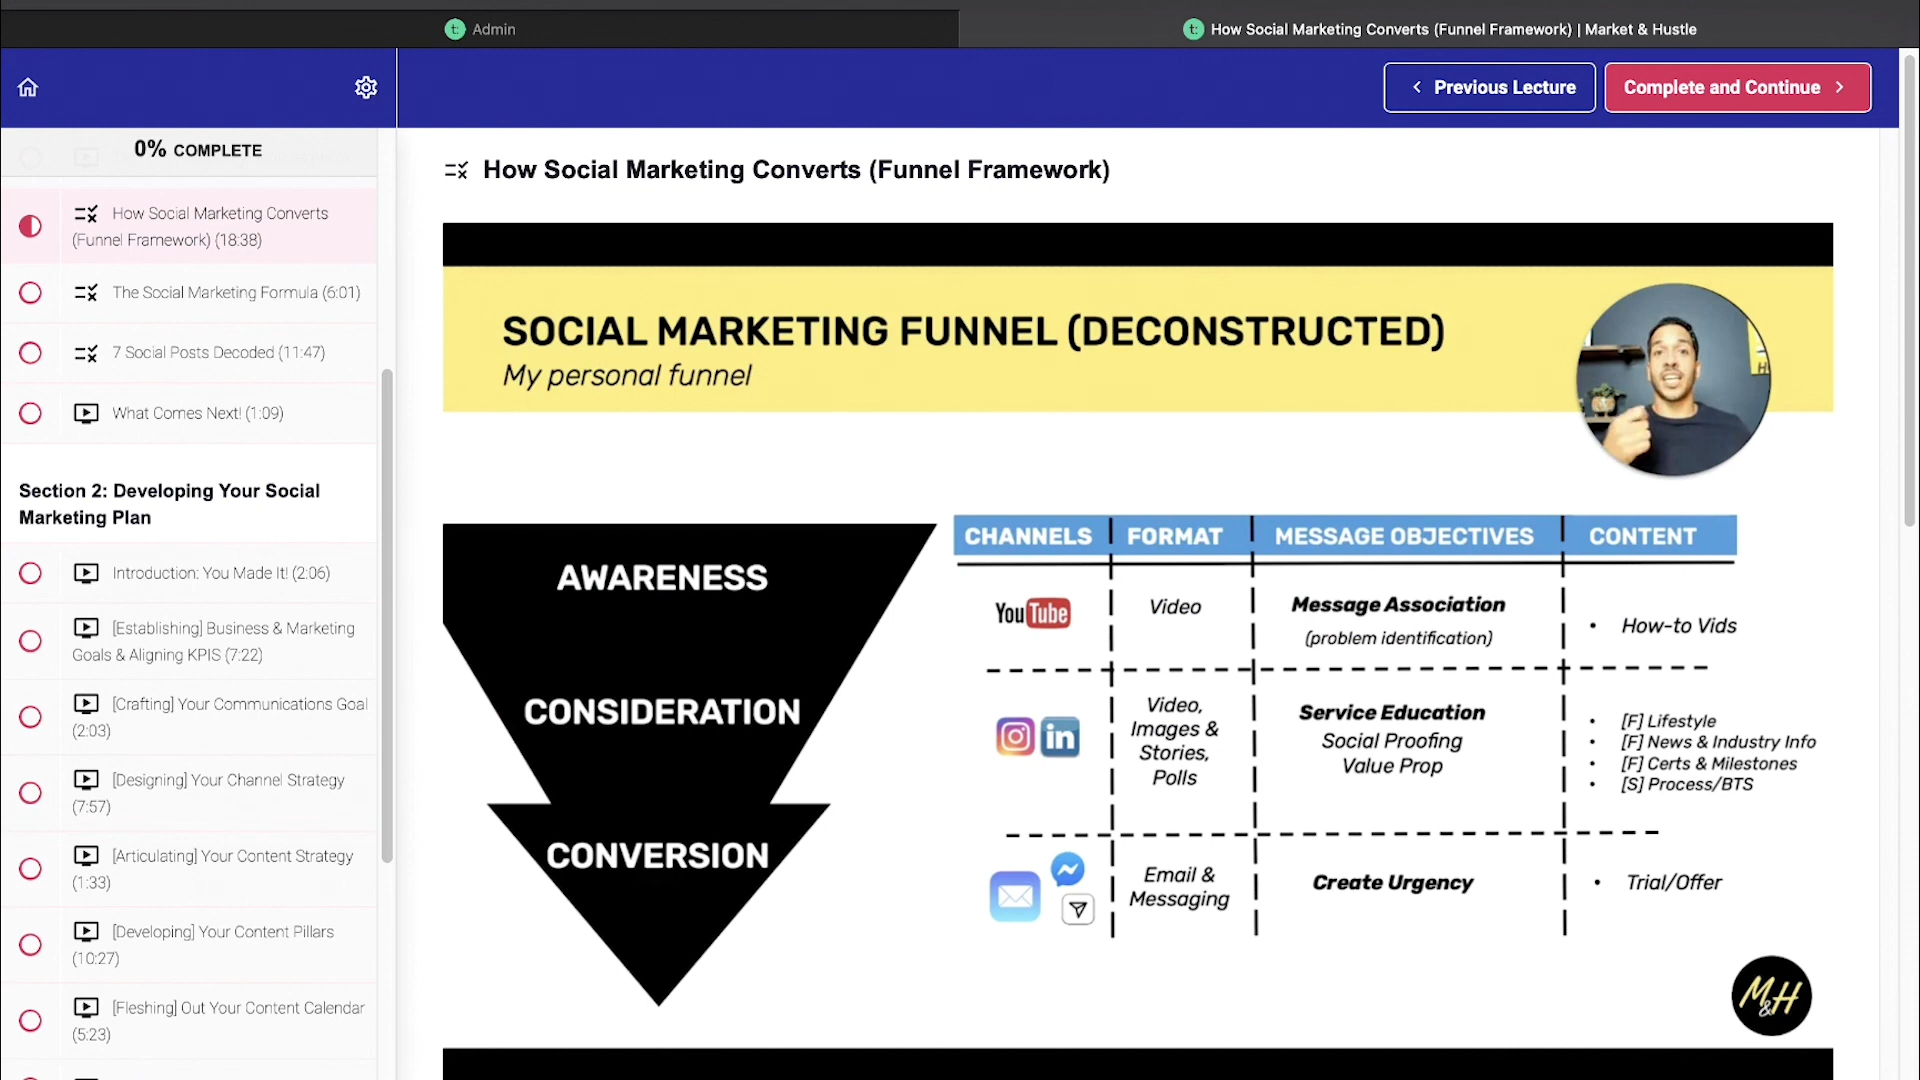 Admin
How Social Marketing Converts (Funnel Framework) | Market & Hustle
Previous Lecture
Complete and Continue
0% COMPLETE
How Social Marketing Converts
(Funnel Framework) (18:38)
The Social Marketing Formula (6:01)
7 Social Posts Decoded (11:47)
What Comes Next! (1:09)
Section 2: Developing Your Social
Marketing Plan
Introduction: You Made It! (2:06)
[Establishing] Business & Marketing
Goals & Aligning KPIS (7:22)
[Crafting] Your Communications Goal
(2:03)
[Designing] Your Channel Strategy
(7:57)
[Articulating] Your Content Strategy
(1:33)
[Developing] Your Content Pillars
(10:27)
[Fleshing] Out Your Content Calendar
(5:23)
How Social Marketing Converts (Funnel Framework)
SOCIAL MARKETING FUNNEL (DECONSTRUCTED)
My personal funnel
AWARENESS
CONSIDERATION
CONVERSION
CHANNELS
FORMAT
MESSAGE OBJECTIVES
CONTENT
YouTube
Video
Message Association
(problem identification)
• How-to Vids
in
Video,
Images &
Stories,
Polls
Service Education
Social Proofing
Value Prop
• [F] Lifestyle
• [F] News & Industry Info
• [F] Certs & Milestones
• [S] Process/BTS
Email &
Messaging
Create Urgency
• Trial/Offer
M&H